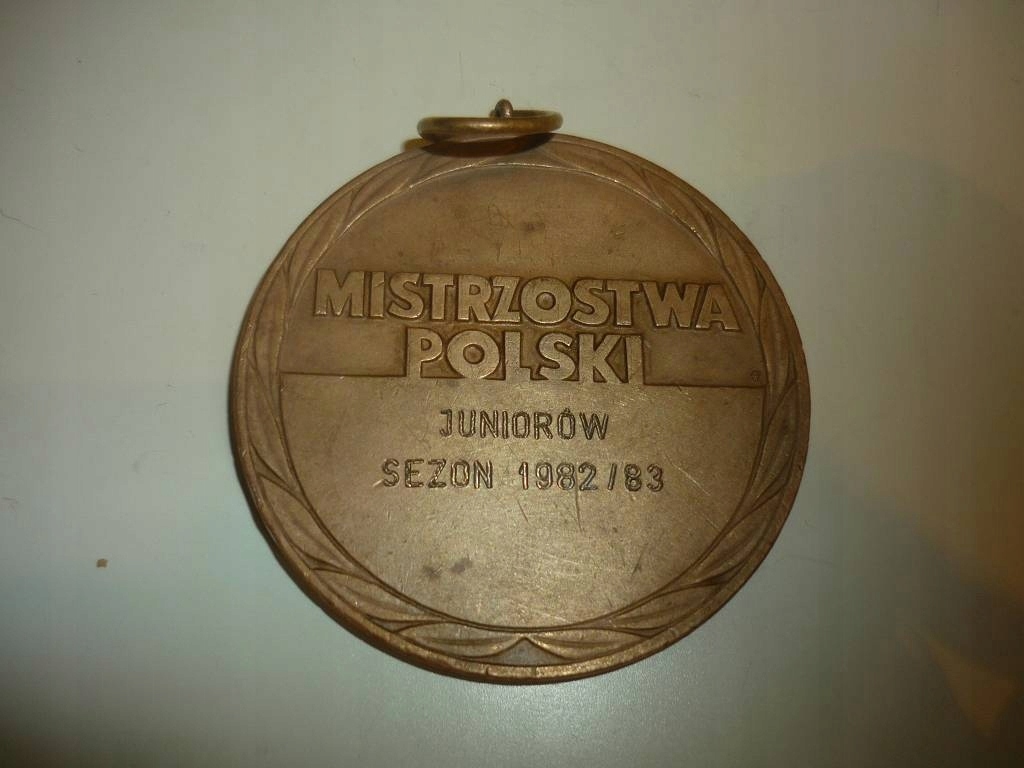 MISTRZOSTWA
POLSKI
JUNIORÓW
SEZON 1982/83